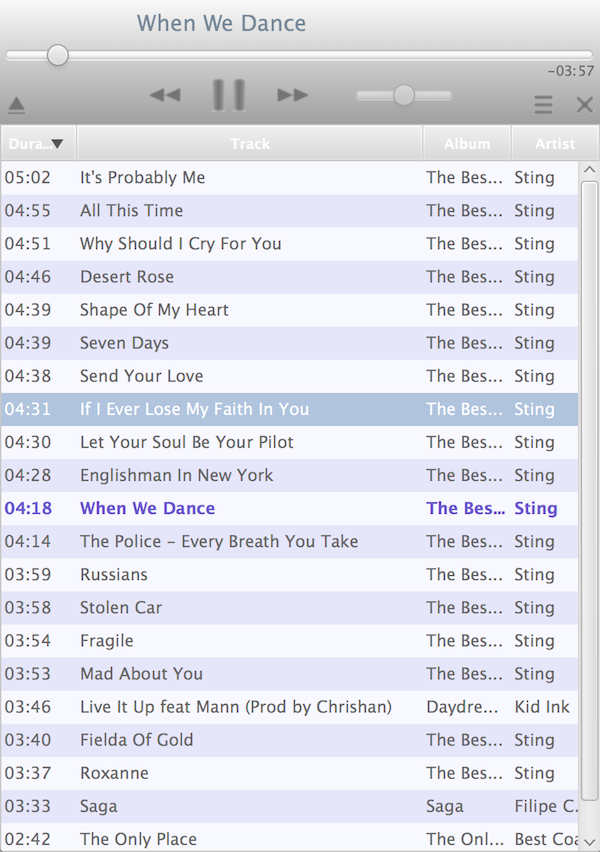 When We Dance
-03:57
Dura... Track Album Artist
05:02 It's Probably Me The Bes... Sting
04:55 All This Time The Bes... Sting
04:51 Why Should I Cry For You The Bes... Sting
04:46 Desert Rose The Bes... Sting
04:39 Shape Of My Heart The Bes... Sting
04:39 Seven Days The Bes... Sting
04:38 Send Your Love The Bes... Sting
04:31 If I Ever Lose My Faith In You The Bes... Sting
04:30 Let Your Soul Be Your Pilot The Bes... Sting
04:28 Englishman In New York The Bes... Sting
04:18 When We Dance The Bes... Sting
04:14 The Police – Every Breath You Take The Bes... Sting
03:59 Russians The Bes... Sting
03:58 Stolen Car The Bes... Sting
03:54 Fragile The Bes... Sting
03:53 Mad About You The Bes... Sting
03:46 Live It Up feat Mann (Prod by Chrishan) Daydre... Kid Ink
03:40 Fielda Of Gold The Bes... Sting
03:37 Roxanne The Bes... Sting
03:33 Saga Saga Filipe C.
02:42 The Only Place The Onl... Best Coa